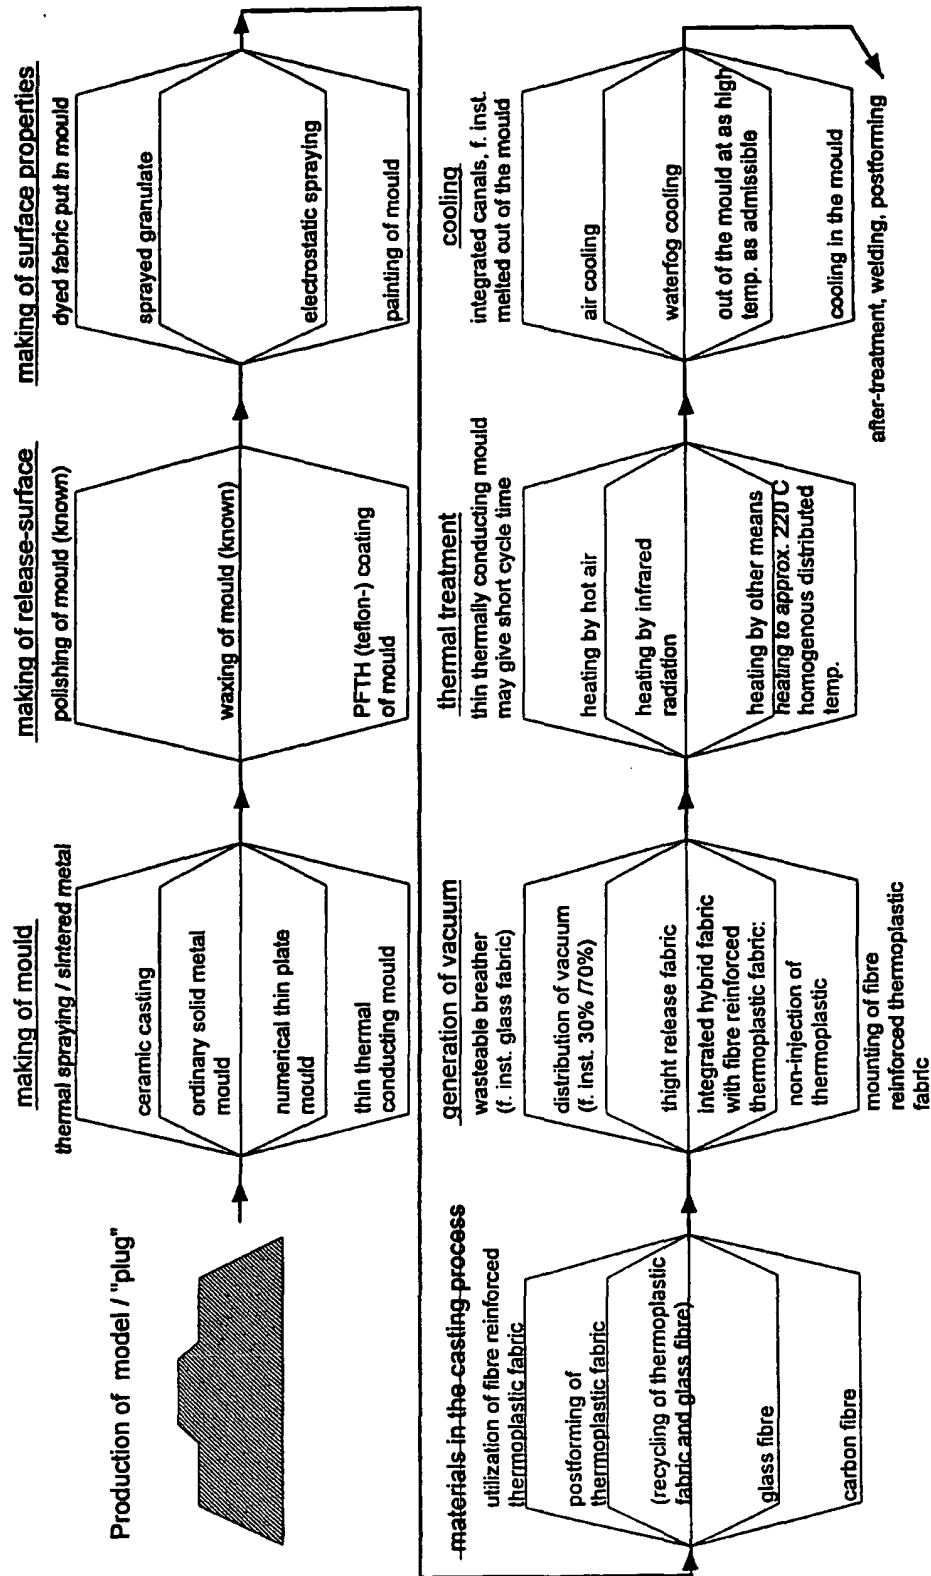 Production of model / "plug"
making of mould
thermal spraying / sintered metal
ceramic casting
ordinary solid metal
mould
numerical thin plate
mould
thin thermal
conducting mould
making of release-surface
polishing of mould (known)
waxing of mould (known)
PFTH (teflon-) coating
of mould
making of surface properties
dyed fabric put in mould
sprayed granulate
electrostatic spraying
painting of mould
materials in the casting process
utilization of fibre reinforced
thermoplastic fabric
postforming of
thermoplastic fabric
(recycling of thermoplastic
fabric and glass fibre)
glass fibre
carbon fibre
generation of vacuum
wasteable breather
(f. inst. glass fabric)
distribution of vacuum
(f. Inst. 30% /70%)
thight release fabric
integrated hybrid fabric
with fibre reinforced
thermoplastic fabric:
non-injection of
thermoplastic
mounting of fibre
reinforced thermoplastic
fabric
thermal treatment
thin thermally conducting mould
may give short cycle time
heating by hot air
heating by infrared
radiation
heating by other means
heating to approx. 220°C
homogenous distributed
temp.
cooling
integrated canals, f. inst.
melted out of the mould
air cooling
waterfog cooling
out of the mould at as high
temp. as admissible
cooling in the mould
after-treatment, welding, postforming